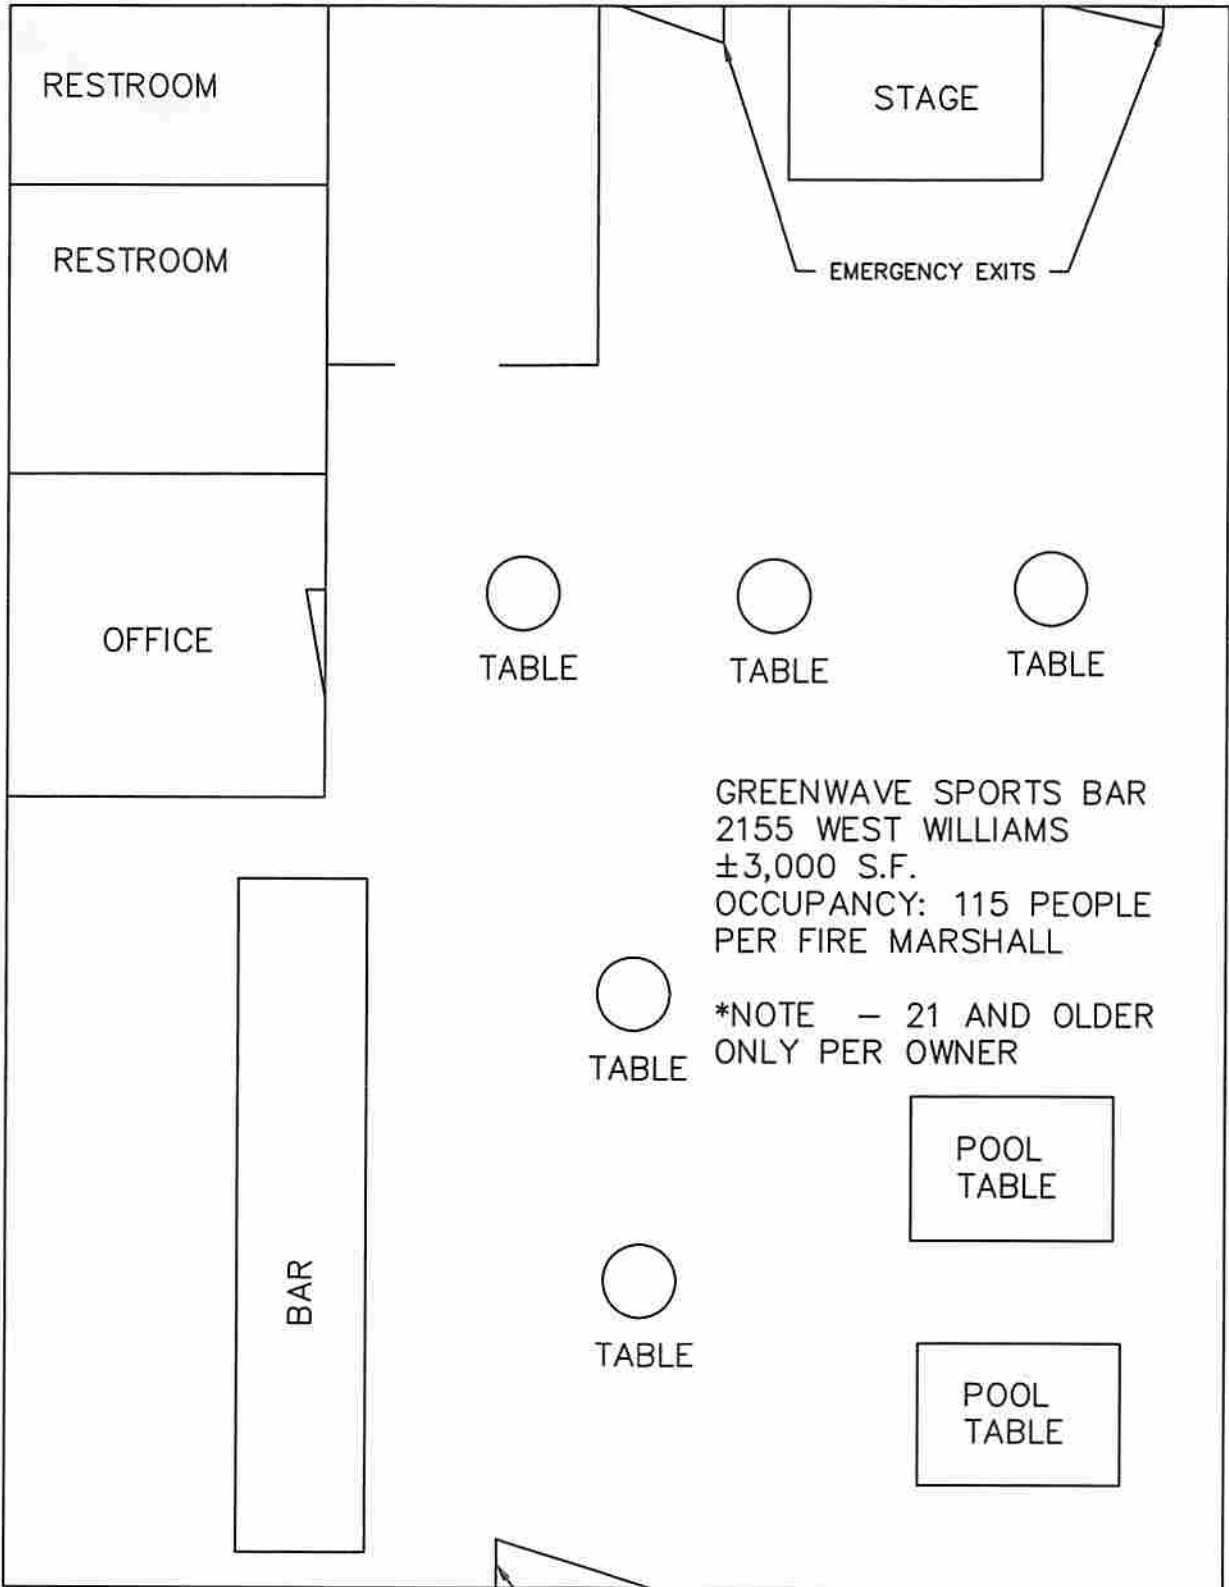 RESTROOM
STAGE
RESTROOM
EMERGENCY EXITS
OFFICE
TABLE
TABLE
TABLE
GREENWAVE SPORTS BAR
2155 WEST WILLIAMS
±3,000 S.F.
OCCUPANCY: 115 PEOPLE
PER FIRE MARSHALL
*NOTE – 21 AND OLDER
ONLY PER OWNER
TABLE
POOL
TABLE
BAR
TABLE
POOL
TABLE